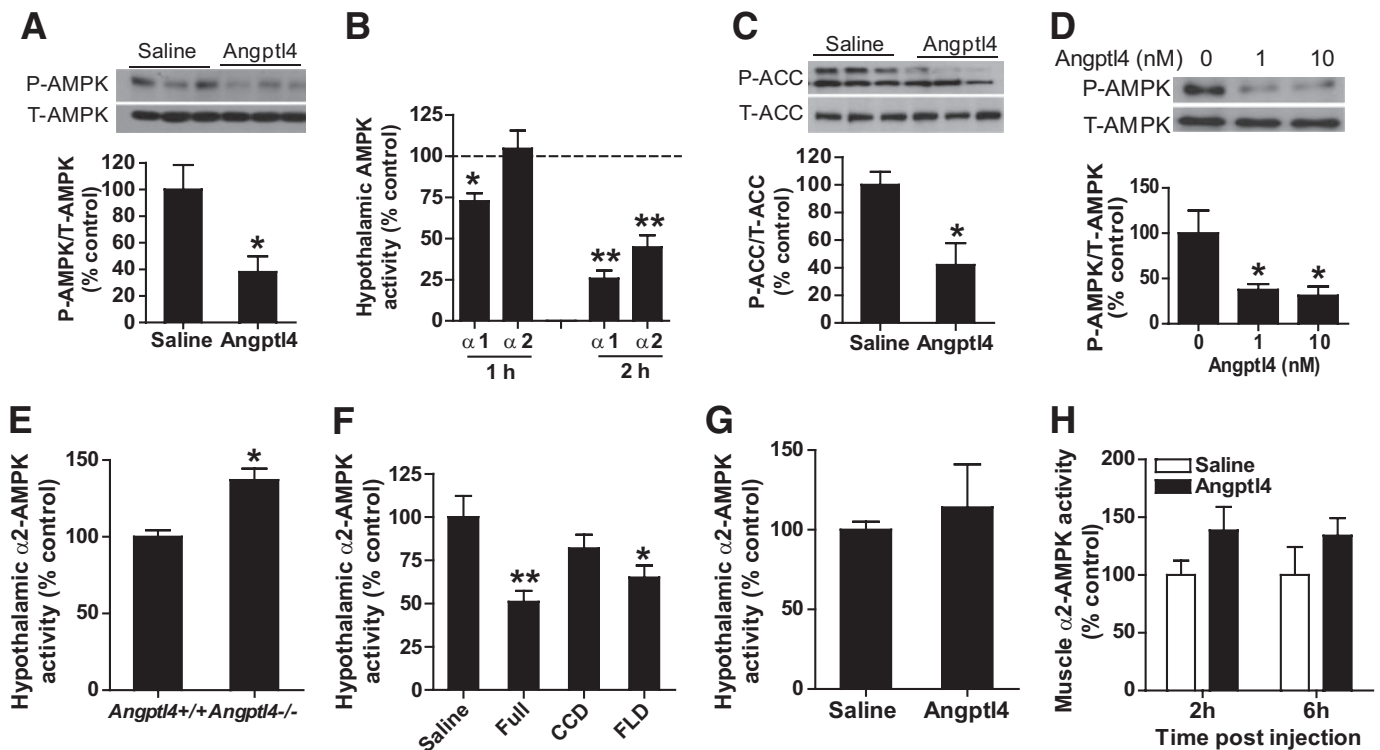 A
Saline Angptl4
P-AMPK
T-AMPK
P-AMPK/T-AMPK
(% control)
120
100
80
60
40
20
0
*
Saline Angptl4
B
Hypothalamic AMPK
activity (% control)
125
100
75
50
25
0
*
**
**
α1 α2 α1 α2
1 h 2 h
C
Saline Angptl4
P-ACC
T-ACC
P-ACC/T-ACC
(% control)
120
100
80
60
40
20
0
*
Saline Angptl4
D
Angptl4 (nM) 0 1 10
P-AMPK
T-AMPK
P-AMPK/T-AMPK
(% control)
150
100
50
0
* *
0 1 10
Angptl4 (nM)
E
Hypothalamic α2-AMPK
activity (% control)
150
100
50
0
*
Angptl4+/+ Angptl4-/-
F
Hypothalamic α2-AMPK
activity (% control)
125
100
75
50
25
0
**
*
Saline Full CCD FLD
G
Hypothalamic α2-AMPK
activity (% control)
150
100
50
0
Saline Angptl4
H
Muscle α2-AMPK activity
(% control)
200
150
100
50
0
Saline
Angptl4
2h 6h
Time post injection